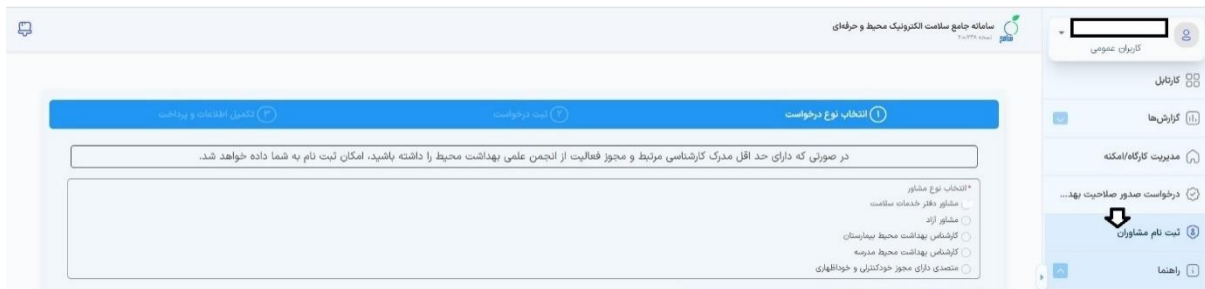 سامانه جامع سلامت الکترونیک محیط و حرفه‌ای
کاربران عمومی
کارتابل
گزارش‌ها
مدیریت کارگاه/امکنه
درخواست صدور صلاحیت بهد...
ثبت نام مشاوران
راهنما
۱ انتخاب نوع درخواست
۲ ثبت درخواست
۳ تکمیل اطلاعات و پرداخت
در صورتی که دارای حد اقل مدرک کارشناسی مرتبط و مجوز فعالیت از انجمن علمی بهداشت محیط را داشته باشید، امکان ثبت نام به شما داده خواهد شد.
*انتخاب نوع مشاور
مشاور دفتر خدمات سلامت
مشاور آزاد
کارشناس بهداشت محیط بیمارستان
کارشناس بهداشت محیط مدرسه
متصدی دارای مجوز خودکنترلی و خوداظهاری